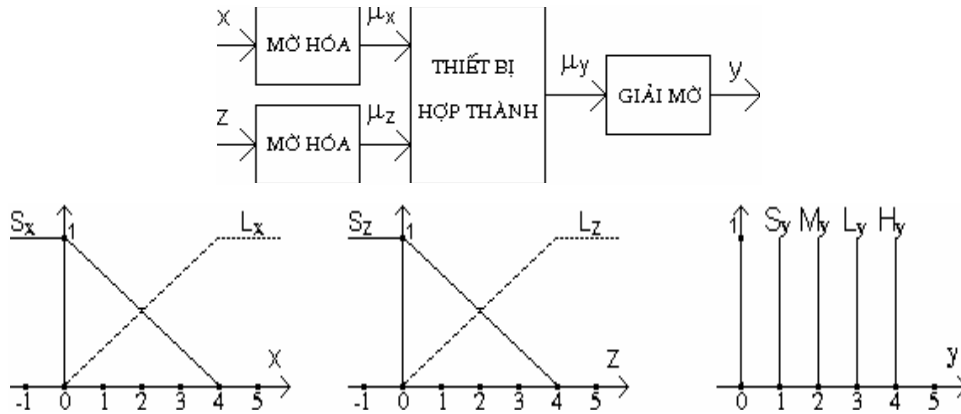 x
MỜ HÓA
μx
THIẾT BỊ
HỢP THÀNH
μy
GIẢI MỜ
y
z
MỜ HÓA
μz
Sx
1
Lx
-1 0 1 2 3 4 5
x
Sz
1
Lz
-1 0 1 2 3 4 5
z
1
Sy My Ly Hy
0 1 2 3 4 5
y